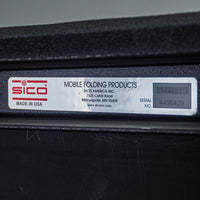 sico
MADE IN USA
MOBILE FOLDING PRODUCTS
SICO AMERICA INC.
7525 Cahill Road
Minneapolis, MN 55439
SERIAL
NO.